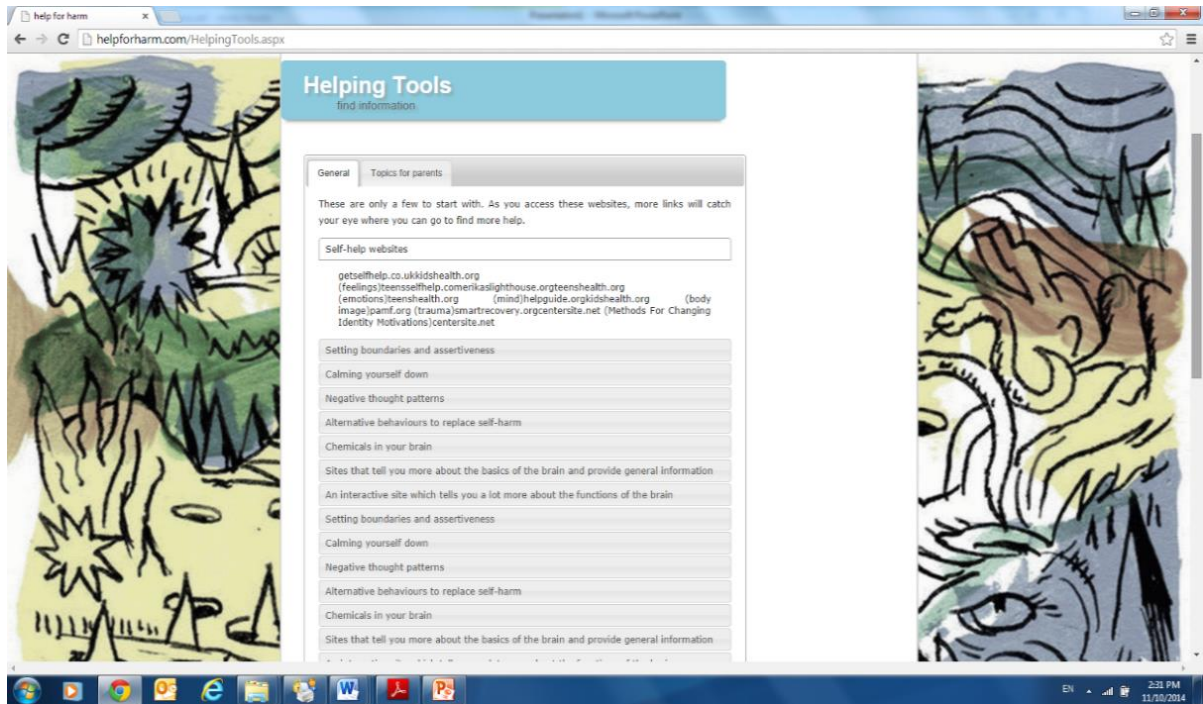 help for harm
Presentation1 - Microsoft PowerPoint
helpforharm.com/HelpingTools.aspx
Helping Tools
find information
General
Topics for parents
These are only a few to start with. As you access these websites, more links will catch
your eye where you can go to find more help.
Self-help websites
getselfhelp.co.ukkidshealth.org
(feelings)teensselfhelp.comerikaslighthouse.orgteenshealth.org
(emotions)teenshealth.org (mind)helpguide.orgkidshealth.org (body
image)pamf.org (trauma)smartrecovery.orgcentersite.net (Methods For Changing
Identity Motivations)centersite.net
Setting boundaries and assertiveness
Calming yourself down
Negative thought patterns
Alternative behaviours to replace self-harm
Chemicals in your brain
Sites that tell you more about the basics of the brain and provide general information
An interactive site which tells you a lot more about the functions of the brain
Setting boundaries and assertiveness
Calming yourself down
Negative thought patterns
Alternative behaviours to replace self-harm
Chemicals in your brain
Sites that tell you more about the basics of the brain and provide general information
EN
2:31 PM
11/10/2014